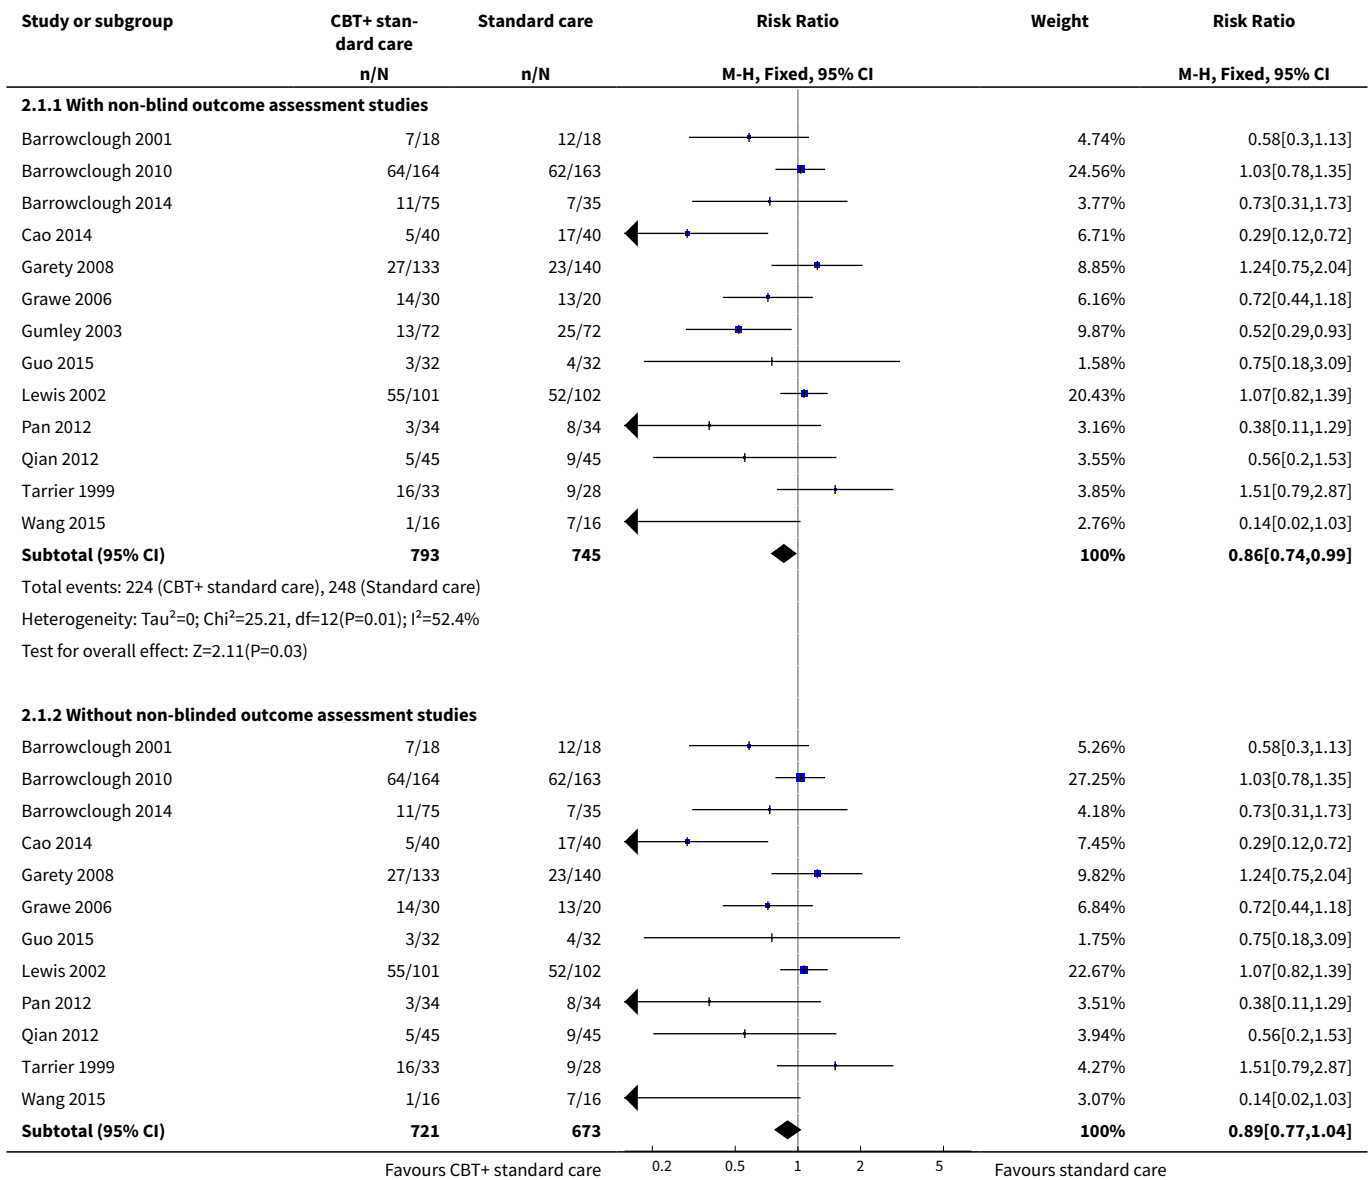 Study or subgroup CBT+ stan- Standard care Risk Ratio Weight Risk Ratio
dard care
n/N n/N M-H, Fixed, 95% CI M-H, Fixed, 95% CI
2.1.1 With non-blind outcome assessment studies
Barrowclough 2001 7/18 12/18 4.74% 0.58[0.3,1.13]
Barrowclough 2010 64/164 62/163 24.56% 1.03[0.78,1.35]
Barrowclough 2014 11/75 7/35 3.77% 0.73[0.31,1.73]
Cao 2014 5/40 17/40 6.71% 0.29[0.12,0.72]
Garety 2008 27/133 23/140 8.85% 1.24[0.75,2.04]
Grawe 2006 14/30 13/20 6.16% 0.72[0.44,1.18]
Gumley 2003 13/72 25/72 9.87% 0.52[0.29,0.93]
Guo 2015 3/32 4/32 1.58% 0.75[0.18,3.09]
Lewis 2002 55/101 52/102 20.43% 1.07[0.82,1.39]
Pan 2012 3/34 8/34 3.16% 0.38[0.11,1.29]
Qian 2012 5/45 9/45 3.55% 0.56[0.2,1.53]
Tarrier 1999 16/33 9/28 3.85% 1.51[0.79,2.87]
Wang 2015 1/16 7/16 2.76% 0.14[0.02,1.03]
Subtotal (95% CI) 793 745 100% 0.86[0.74,0.99]
Total events: 224 (CBT+ standard care), 248 (Standard care)
Heterogeneity: Tau²=0; Chi²=25.21, df=12(P=0.01); I²=52.4%
Test for overall effect: Z=2.11(P=0.03)
2.1.2 Without non-blinded outcome assessment studies
Barrowclough 2001 7/18 12/18 5.26% 0.58[0.3,1.13]
Barrowclough 2010 64/164 62/163 27.25% 1.03[0.78,1.35]
Barrowclough 2014 11/75 7/35 4.18% 0.73[0.31,1.73]
Cao 2014 5/40 17/40 7.45% 0.29[0.12,0.72]
Garety 2008 27/133 23/140 9.82% 1.24[0.75,2.04]
Grawe 2006 14/30 13/20 6.84% 0.72[0.44,1.18]
Guo 2015 3/32 4/32 1.75% 0.75[0.18,3.09]
Lewis 2002 55/101 52/102 22.67% 1.07[0.82,1.39]
Pan 2012 3/34 8/34 3.51% 0.38[0.11,1.29]
Qian 2012 5/45 9/45 3.94% 0.56[0.2,1.53]
Tarrier 1999 16/33 9/28 4.27% 1.51[0.79,2.87]
Wang 2015 1/16 7/16 3.07% 0.14[0.02,1.03]
Subtotal (95% CI) 721 673 100% 0.89[0.77,1.04]
Favours CBT+ standard care 0.2 0.5 1 2 5 Favours standard care